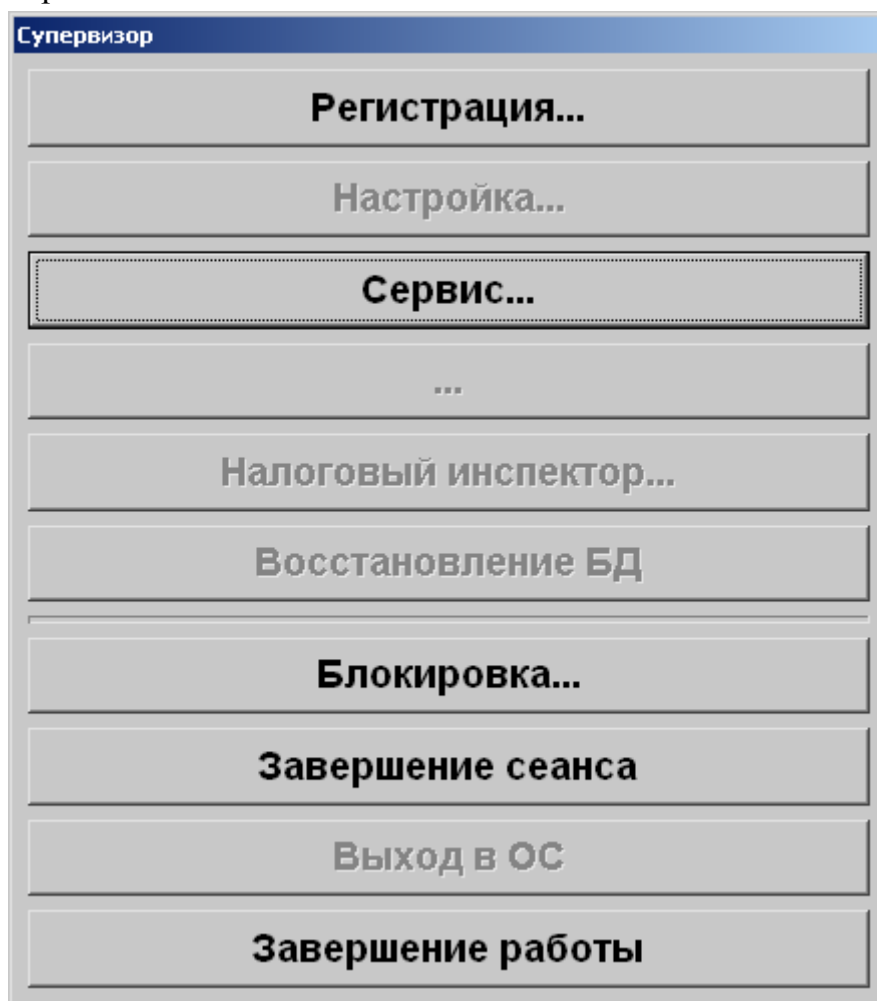 Супервизор
Регистрация...
Настройка...
Сервис...
...
Налоговый инспектор...
Восстановление БД
Блокировка...
Завершение сеанса
Выход в ОС
Завершение работы